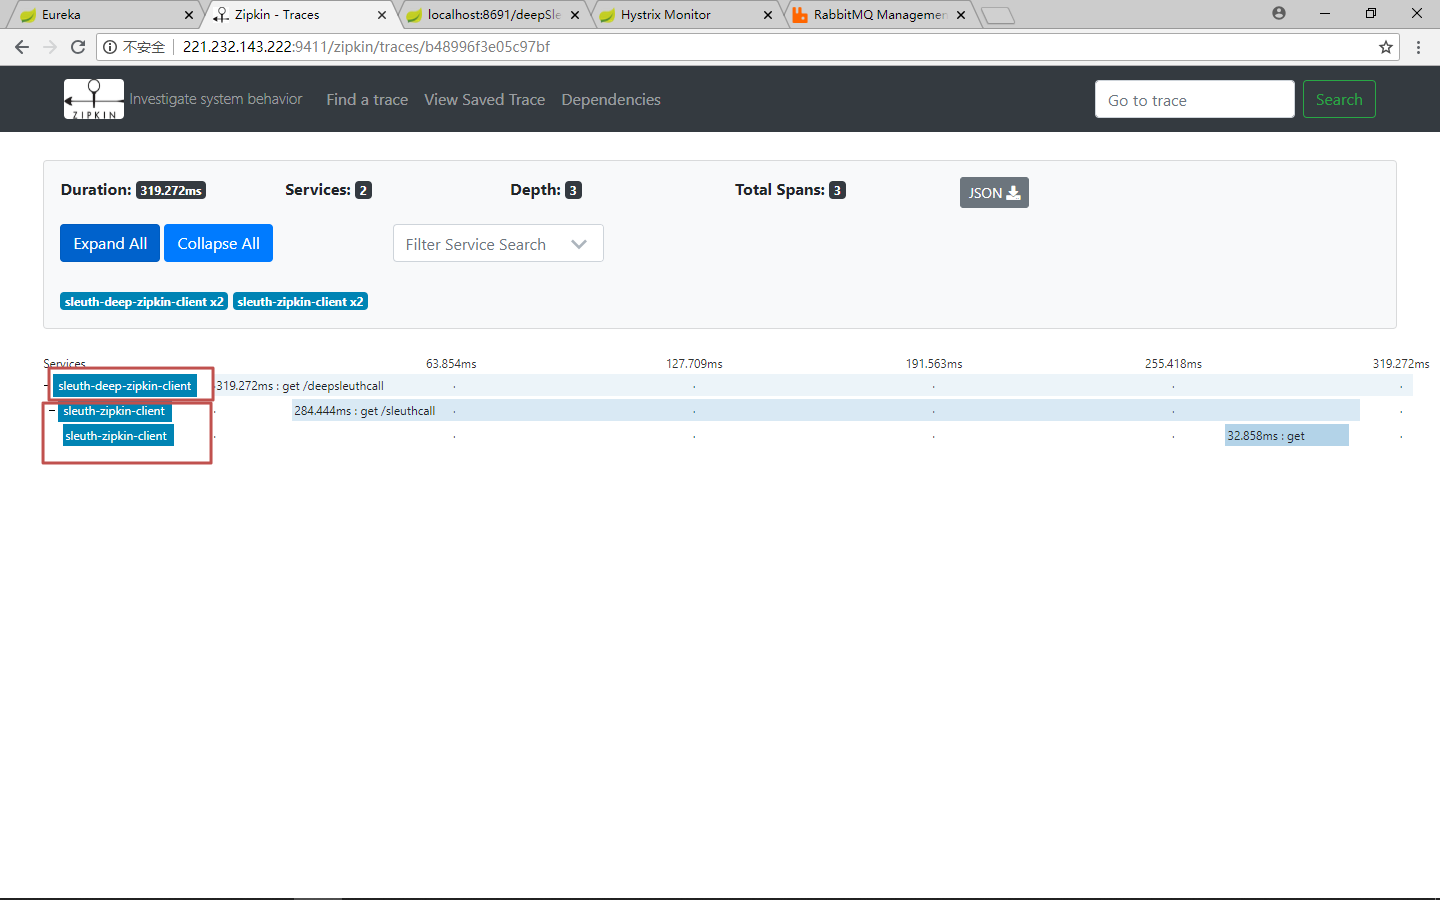 Eureka
Zipkin - Traces
localhost:8691/deepSle
Hystrix Monitor
RabbitMQ Managemen
不安全 221.232.143.222:9411/zipkin/traces/b48996f3e05c97bf
ZIPKIN
Investigate system behavior Find a trace View Saved Trace Dependencies Go to trace Search
Duration: 319.272ms Services: 2 Depth: 3 Total Spans: 3 JSON
Expand All Collapse All Filter Service Search
sleuth-deep-zipkin-client x2 sleuth-zipkin-client x2
Services 63.854ms 127.709ms 191.563ms 255.418ms 319.272ms
- sleuth-deep-zipkin-client 319.272ms : get /deepsleuthcall
- sleuth-zipkin-client 284.444ms : get /sleuthcall
sleuth-zipkin-client 32.858ms : get